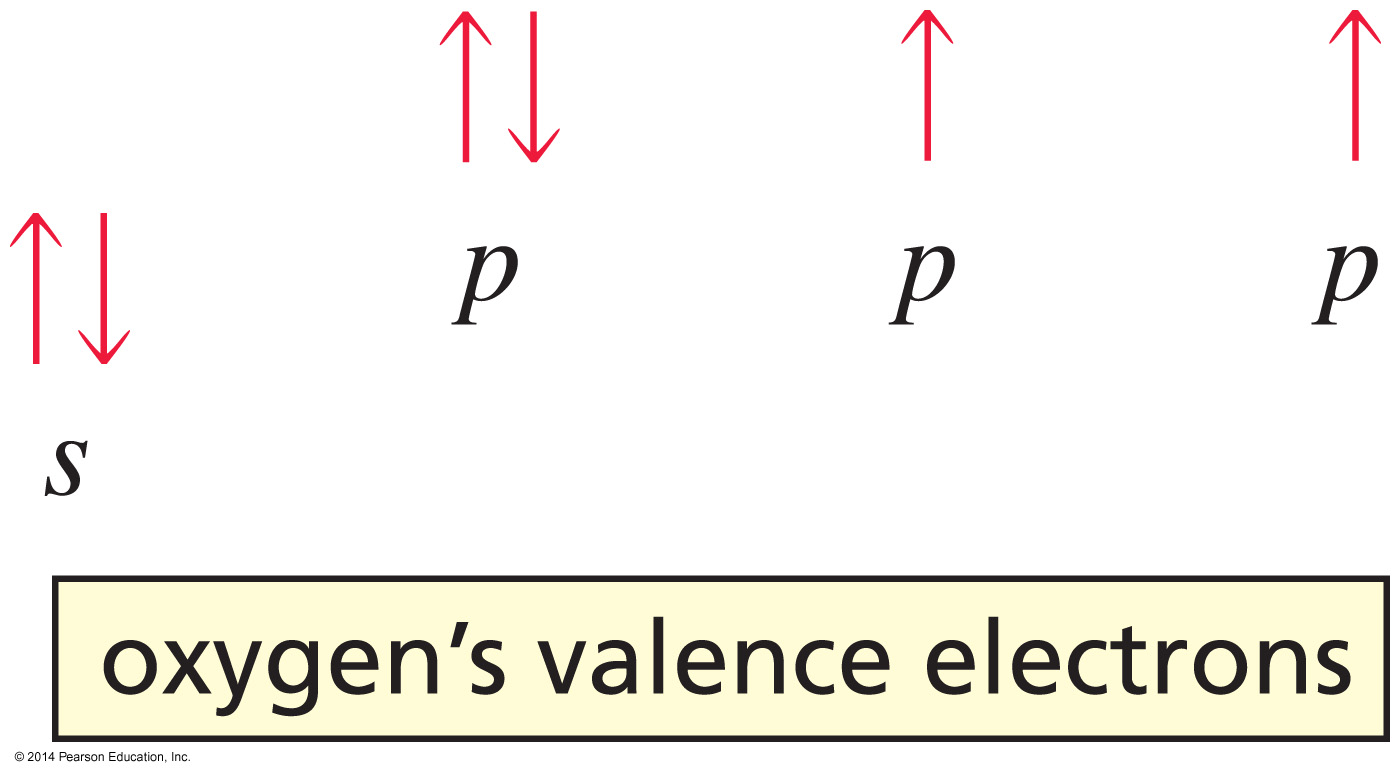 p p p
s
oxygen’s valence electrons
© 2014 Pearson Education, Inc.